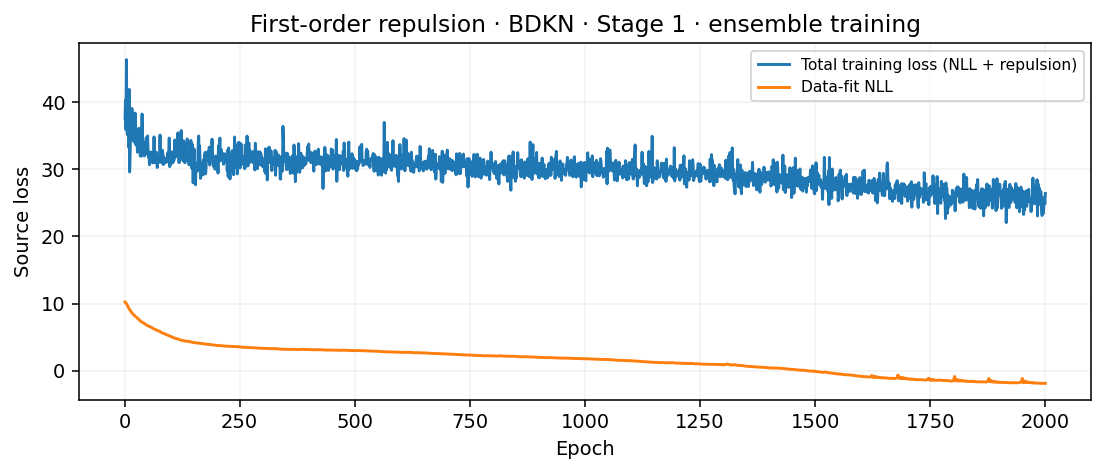 First-order repulsion · BDKN · Stage 1 · ensemble training
Total training loss (NLL + repulsion)
Data-fit NLL
Source loss
40
30
20
10
0
0 250 500 750 1000 1250 1500 1750 2000
Epoch